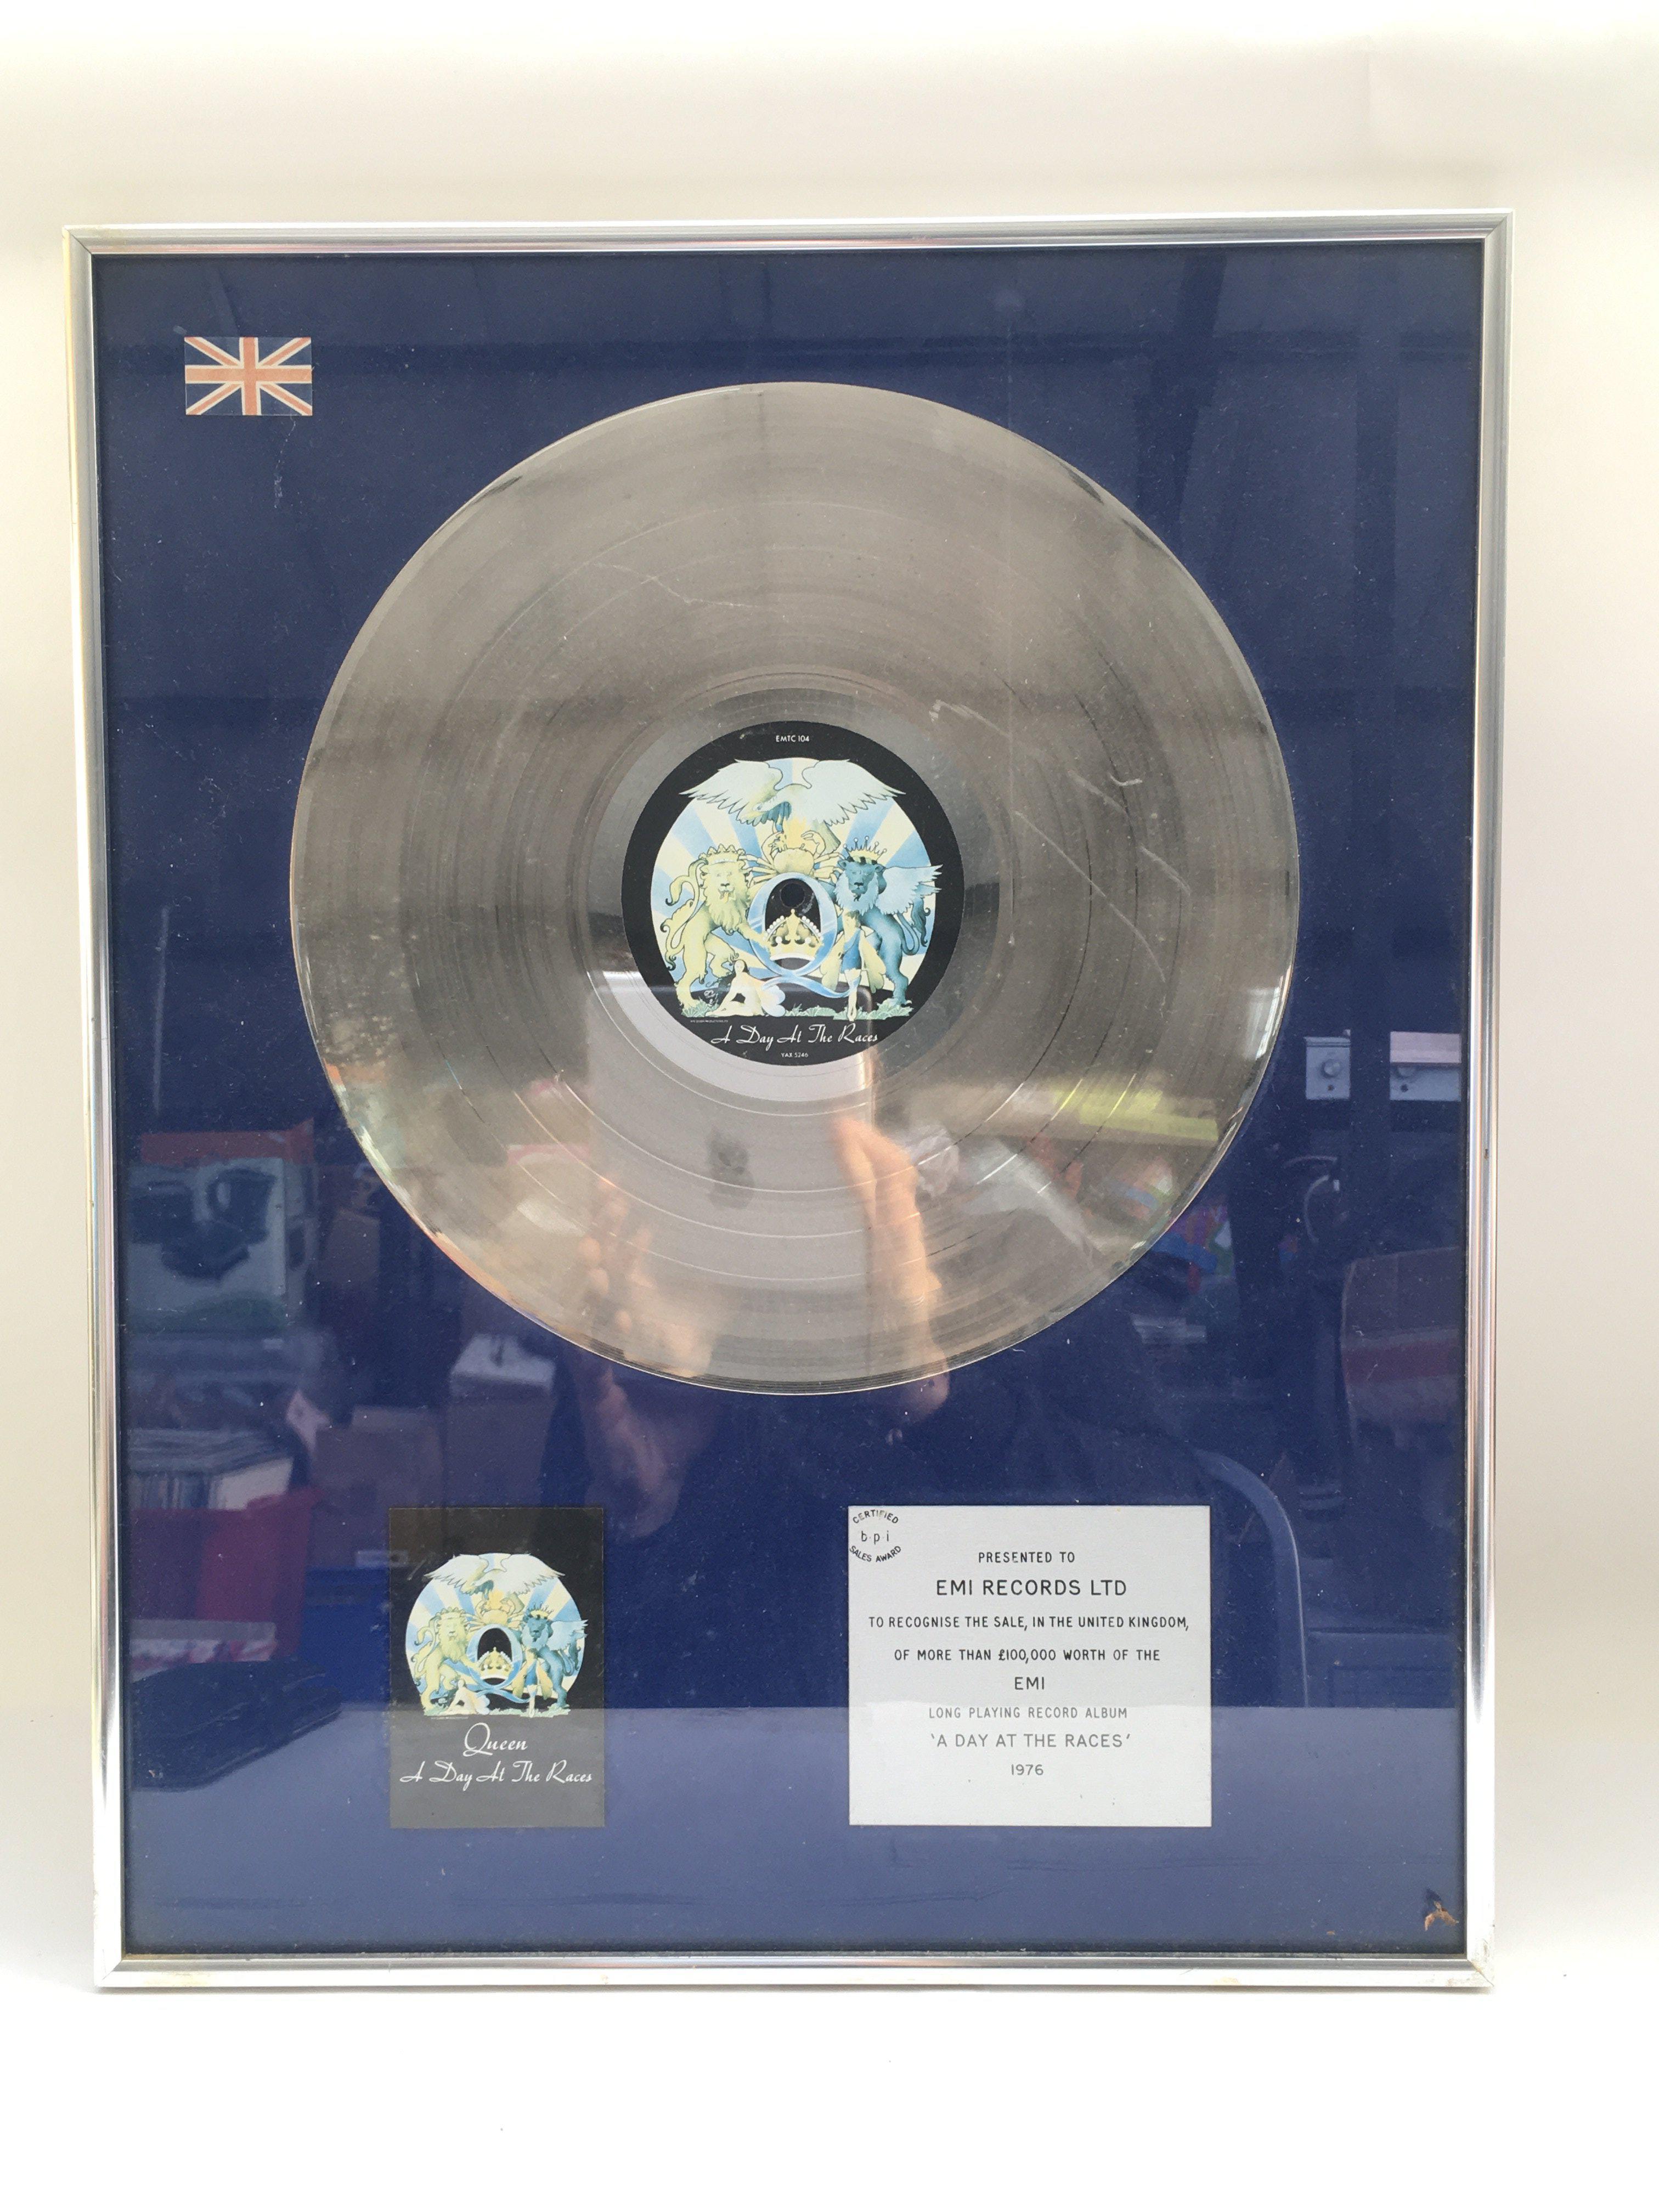 EMTC 104
A Day At The Races
YAX 5246
Queen
A Day At The Races
CERTIFIED
b·p·i
SALES AWARD
PRESENTED TO
EMI RECORDS LTD
TO RECOGNISE THE SALE, IN THE UNITED KINGDOM,
OF MORE THAN £100,000 WORTH OF THE
EMI
LONG PLAYING RECORD ALBUM
'A DAY AT THE RACES'
1976